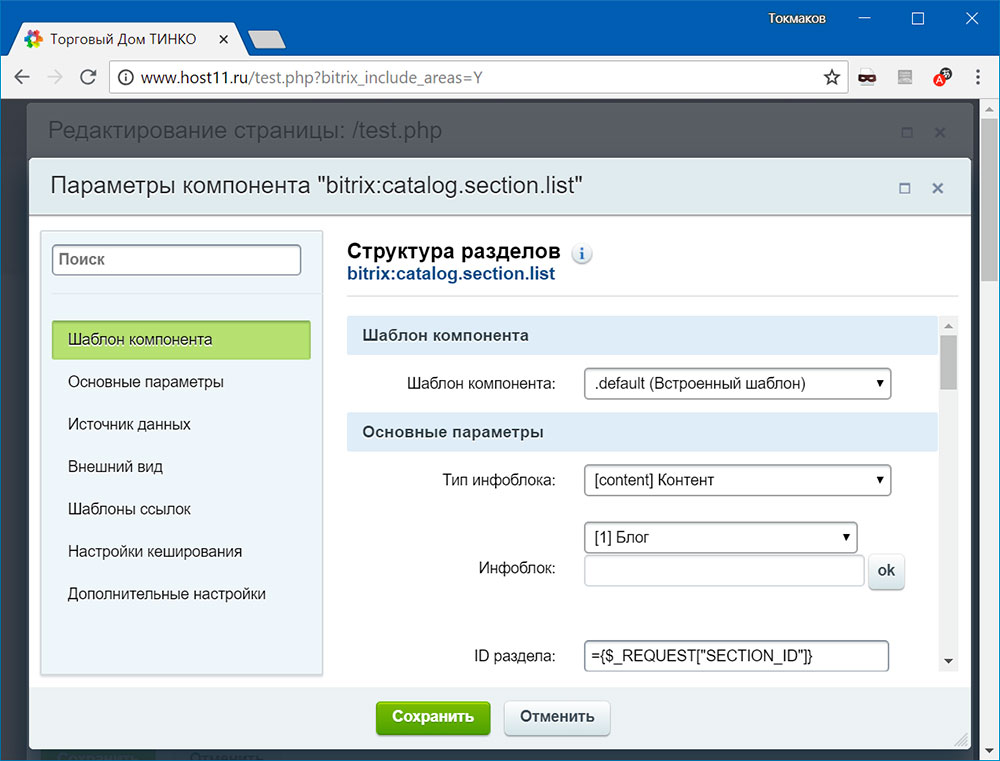 Токмаков
Торговый Дом ТИНКО
www.host11.ru/test.php?bitrix_include_areas=Y
Редактирование страницы: /test.php
Параметры компонента "bitrix:catalog.section.list"
Поиск
Шаблон компонента
Основные параметры
Источник данных
Внешний вид
Шаблоны ссылок
Настройки кеширования
Дополнительные настройки
Структура разделов
bitrix:catalog.section.list
Шаблон компонента
Шаблон компонента: .default (Встроенный шаблон)
Основные параметры
Тип инфоблока: [content] Контент
[1] Блог
Инфоблок: ok
ID раздела: ={$_REQUEST["SECTION_ID"]}
Сохранить Отменить